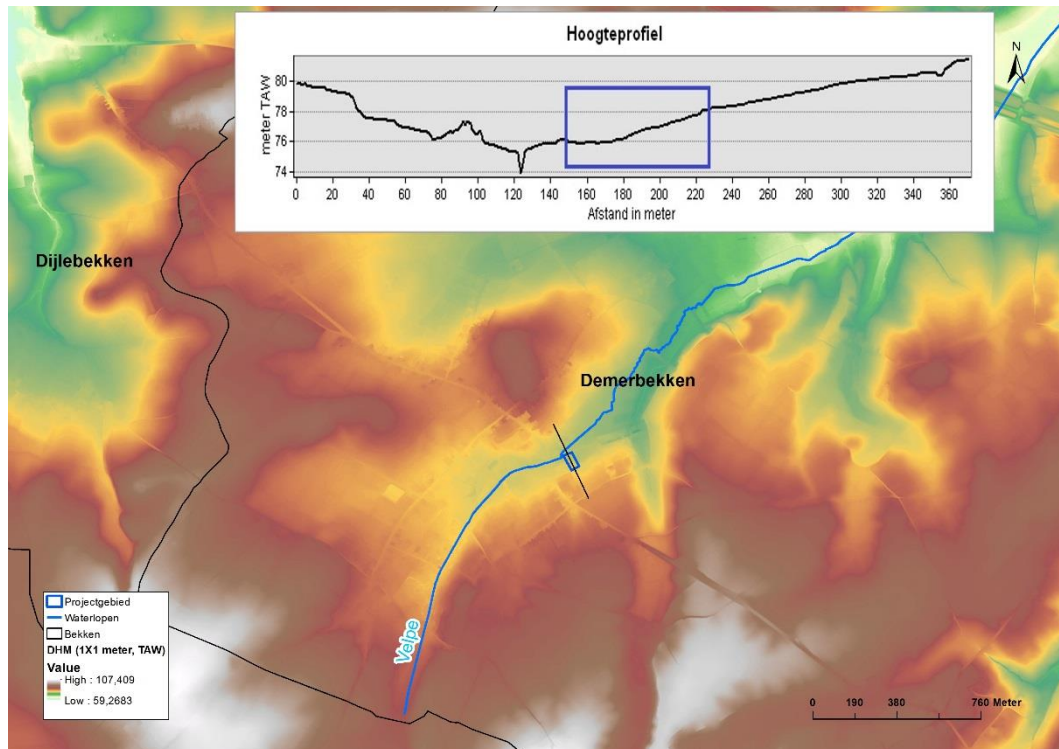 Hoogteprofiel
meter TAW
80
78
76
74
0 20 40 60 80 100 120 140 160 180 200 220 240 260 280 300 320 340 360
Afstand in meter
N
Dijlebekken
Demerbekken
Velpe
Projectgebied
Waterlopen
Bekken
DHM (1X1 meter, TAW)
Value
High : 107,409
Low : 59,2683
0 190 380 760 Meter